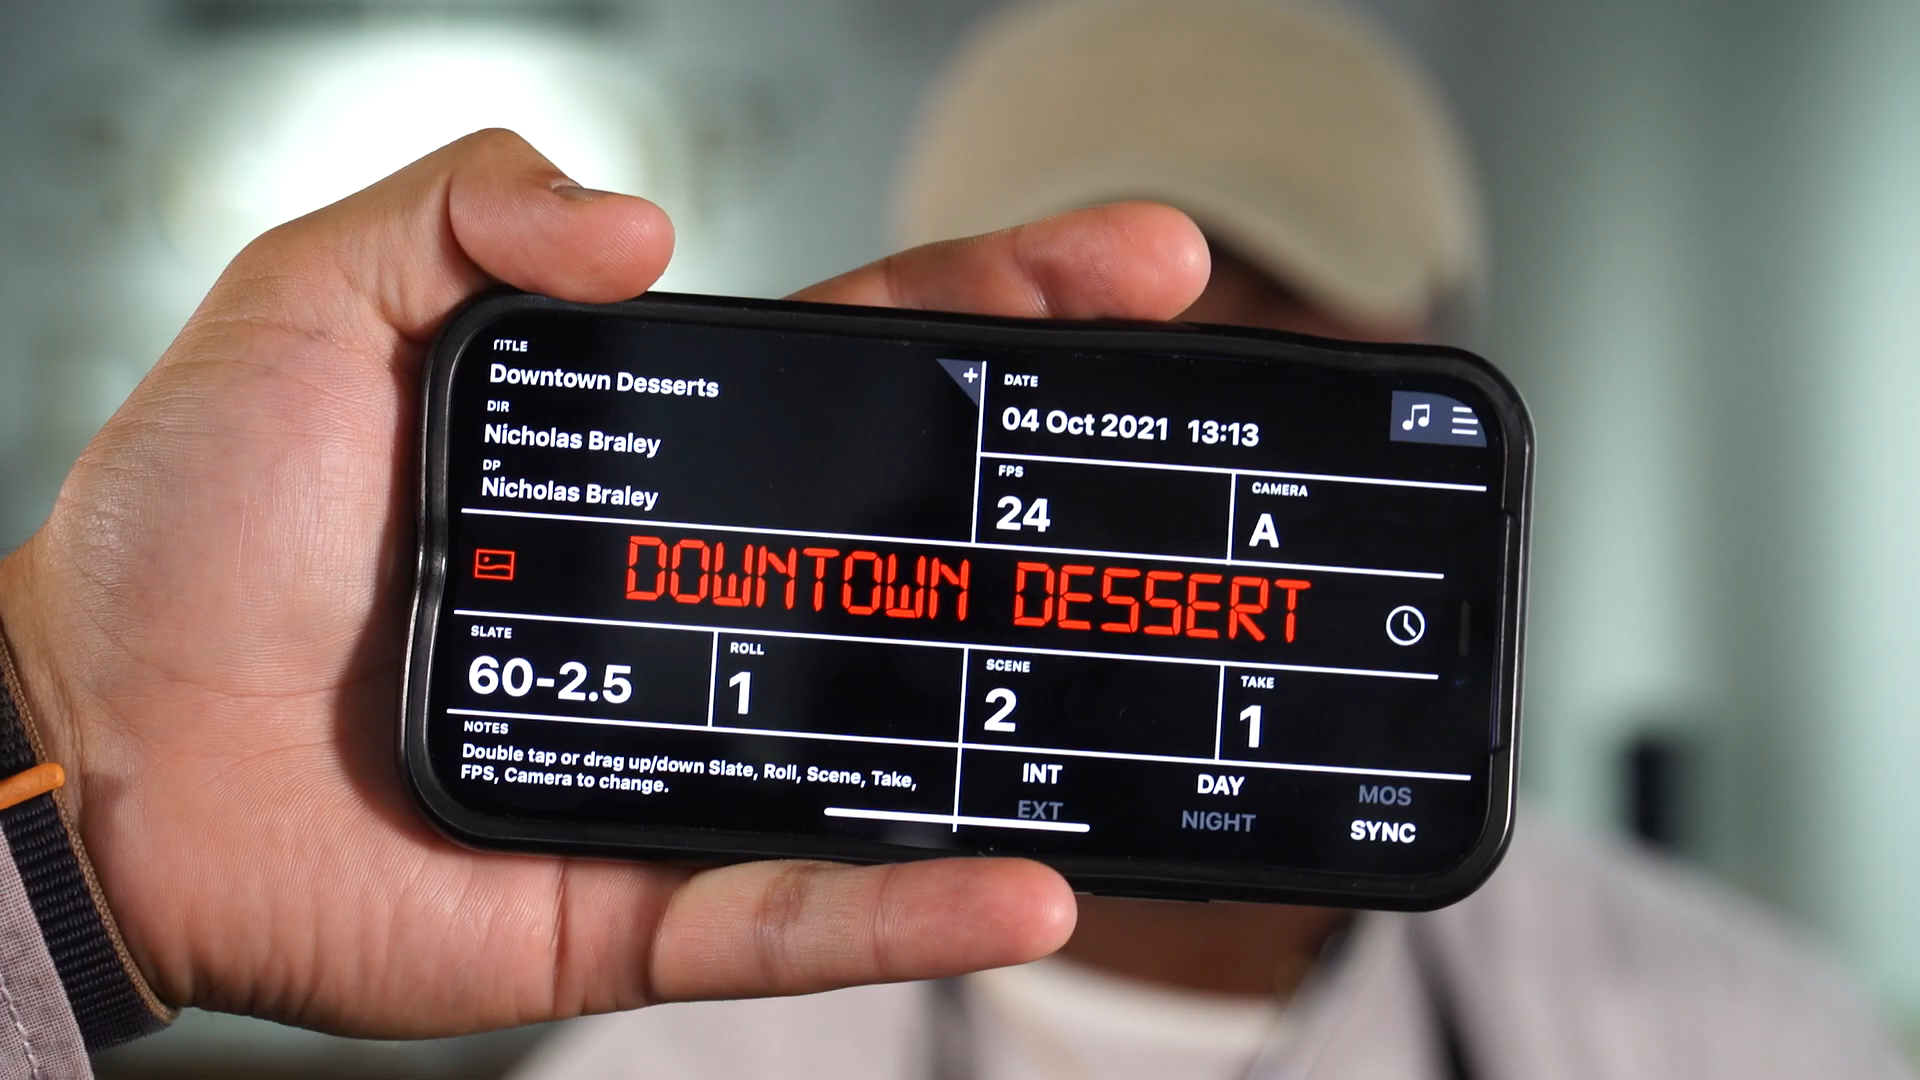 TITLE
Downtown Desserts
DIR
Nicholas Braley
DP
Nicholas Braley
DATE
04 Oct 2021 13:13
FPS
24
CAMERA
A
DOWNTOWN DESSERT
SLATE
60-2.5
ROLL
1
SCENE
2
TAKE
1
NOTES
Double tap or drag up/down Slate, Roll, Scene, Take,
FPS, Camera to change.
INT
EXT
DAY
NIGHT
MOS
SYNC